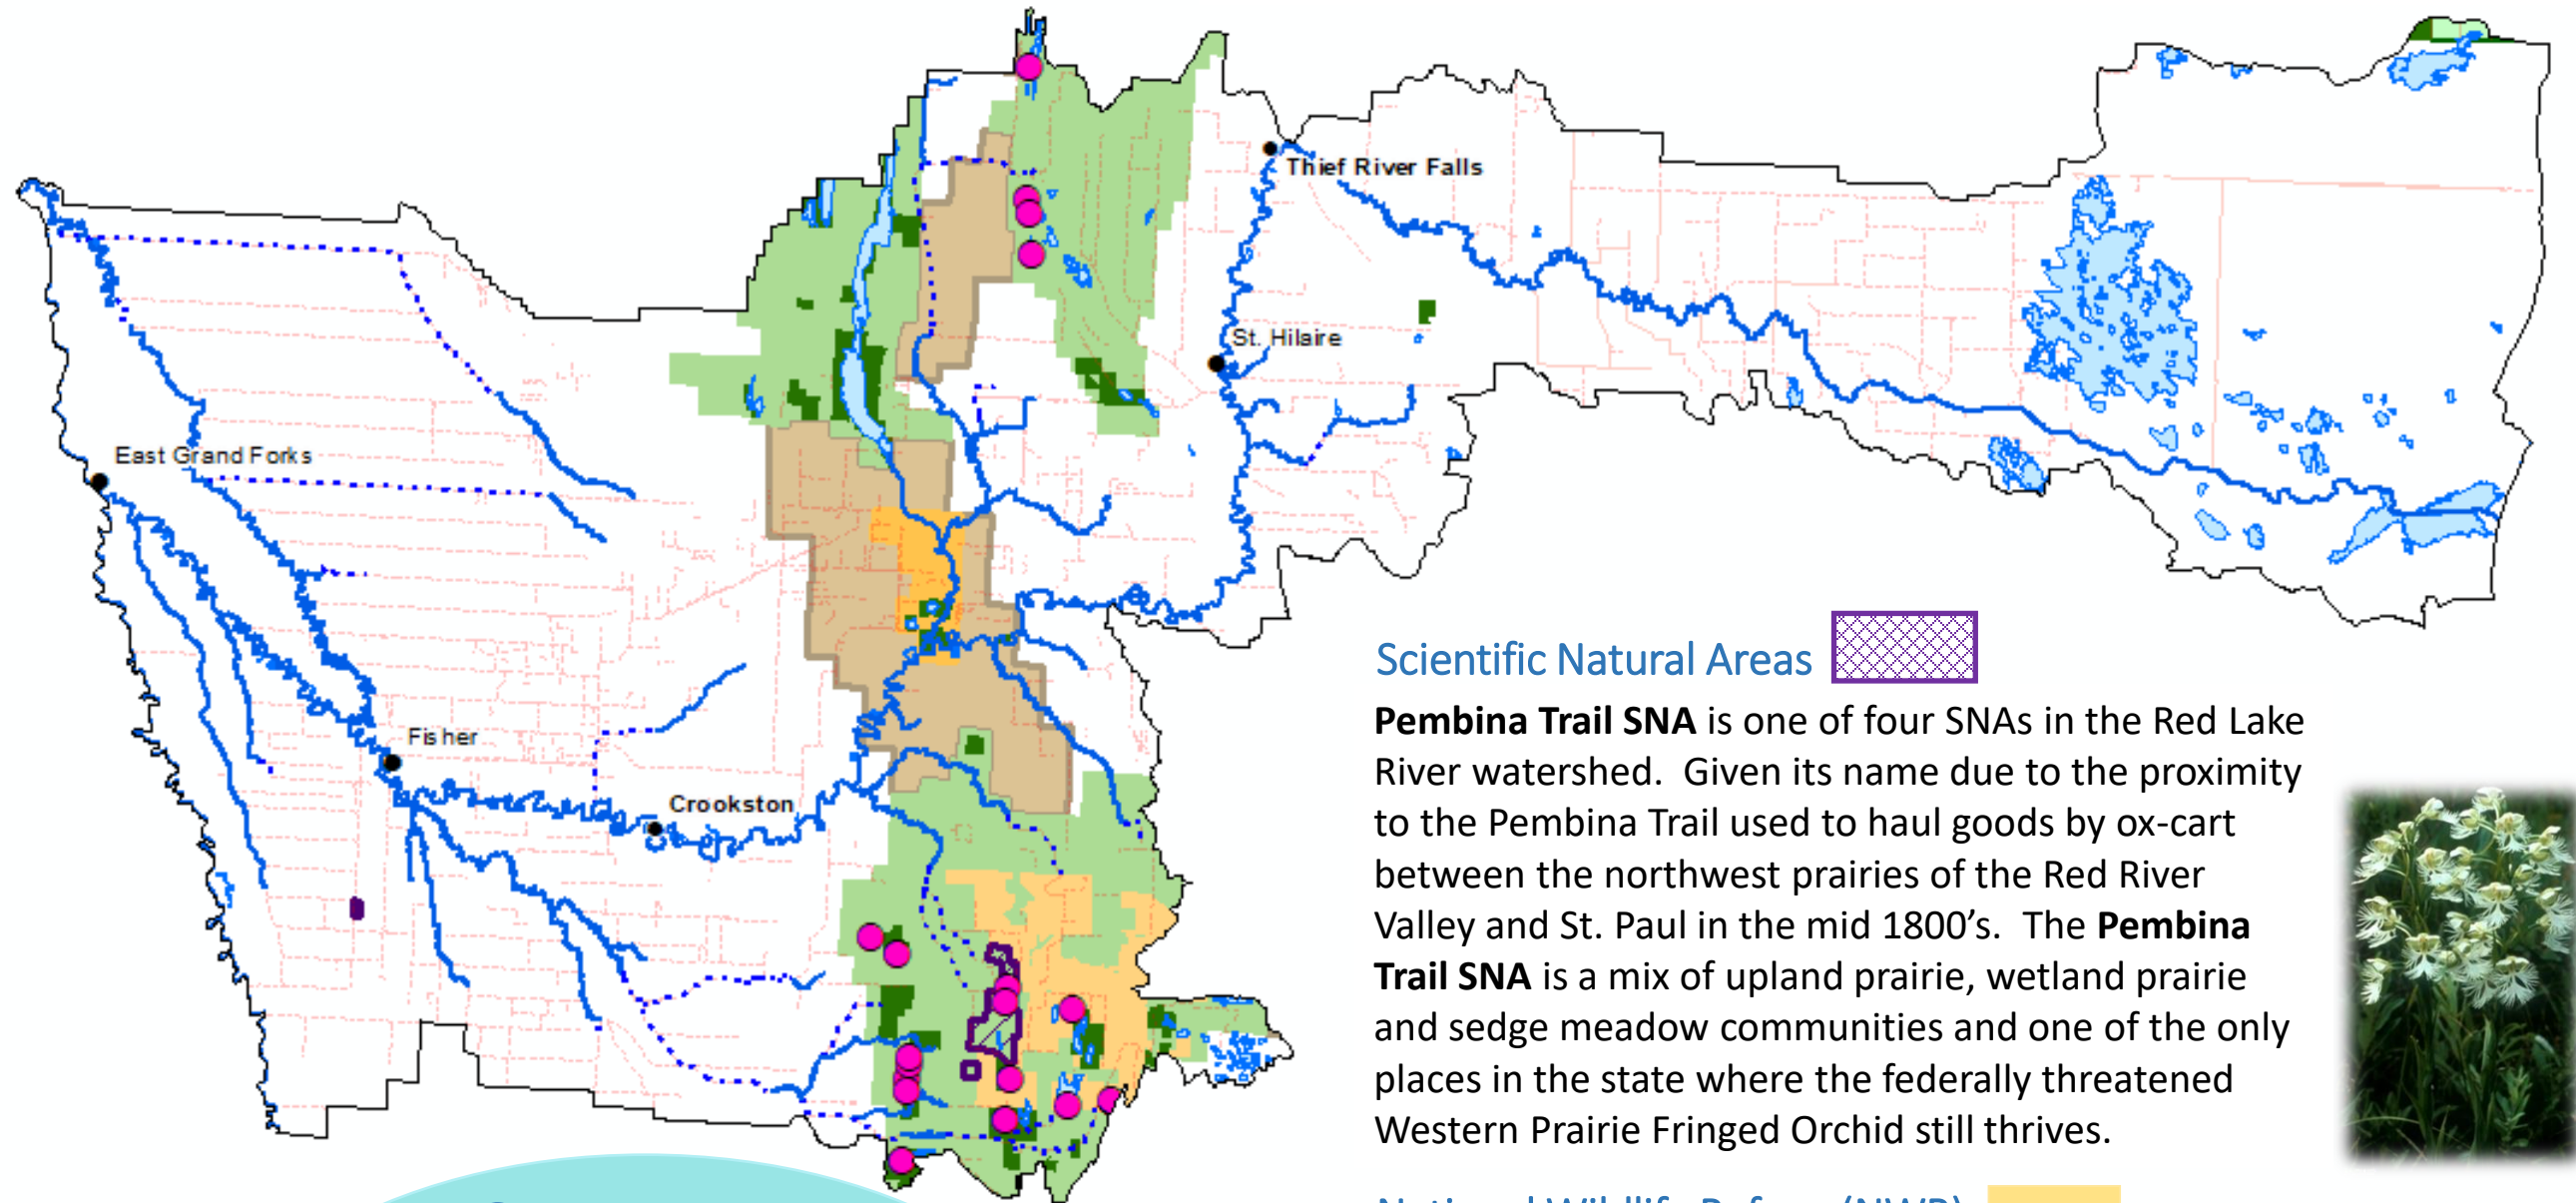 Thief River Falls
St. Hilaire
East Grand Forks
Fisher
Crookston
Scientific Natural Areas
Pembina Trail SNA is one of four SNAs in the Red Lake
River watershed.  Given its name due to the proximity
to the Pembina Trail used to haul goods by ox-cart
between the northwest prairies of the Red River
Valley and St. Paul in the mid 1800’s.  The Pembina
Trail SNA is a mix of upland prairie, wetland prairie
and sedge meadow communities and one of the only
places in the state where the federally threatened
Western Prairie Fringed Orchid still thrives.
National Wildlife Refuge (NWR)